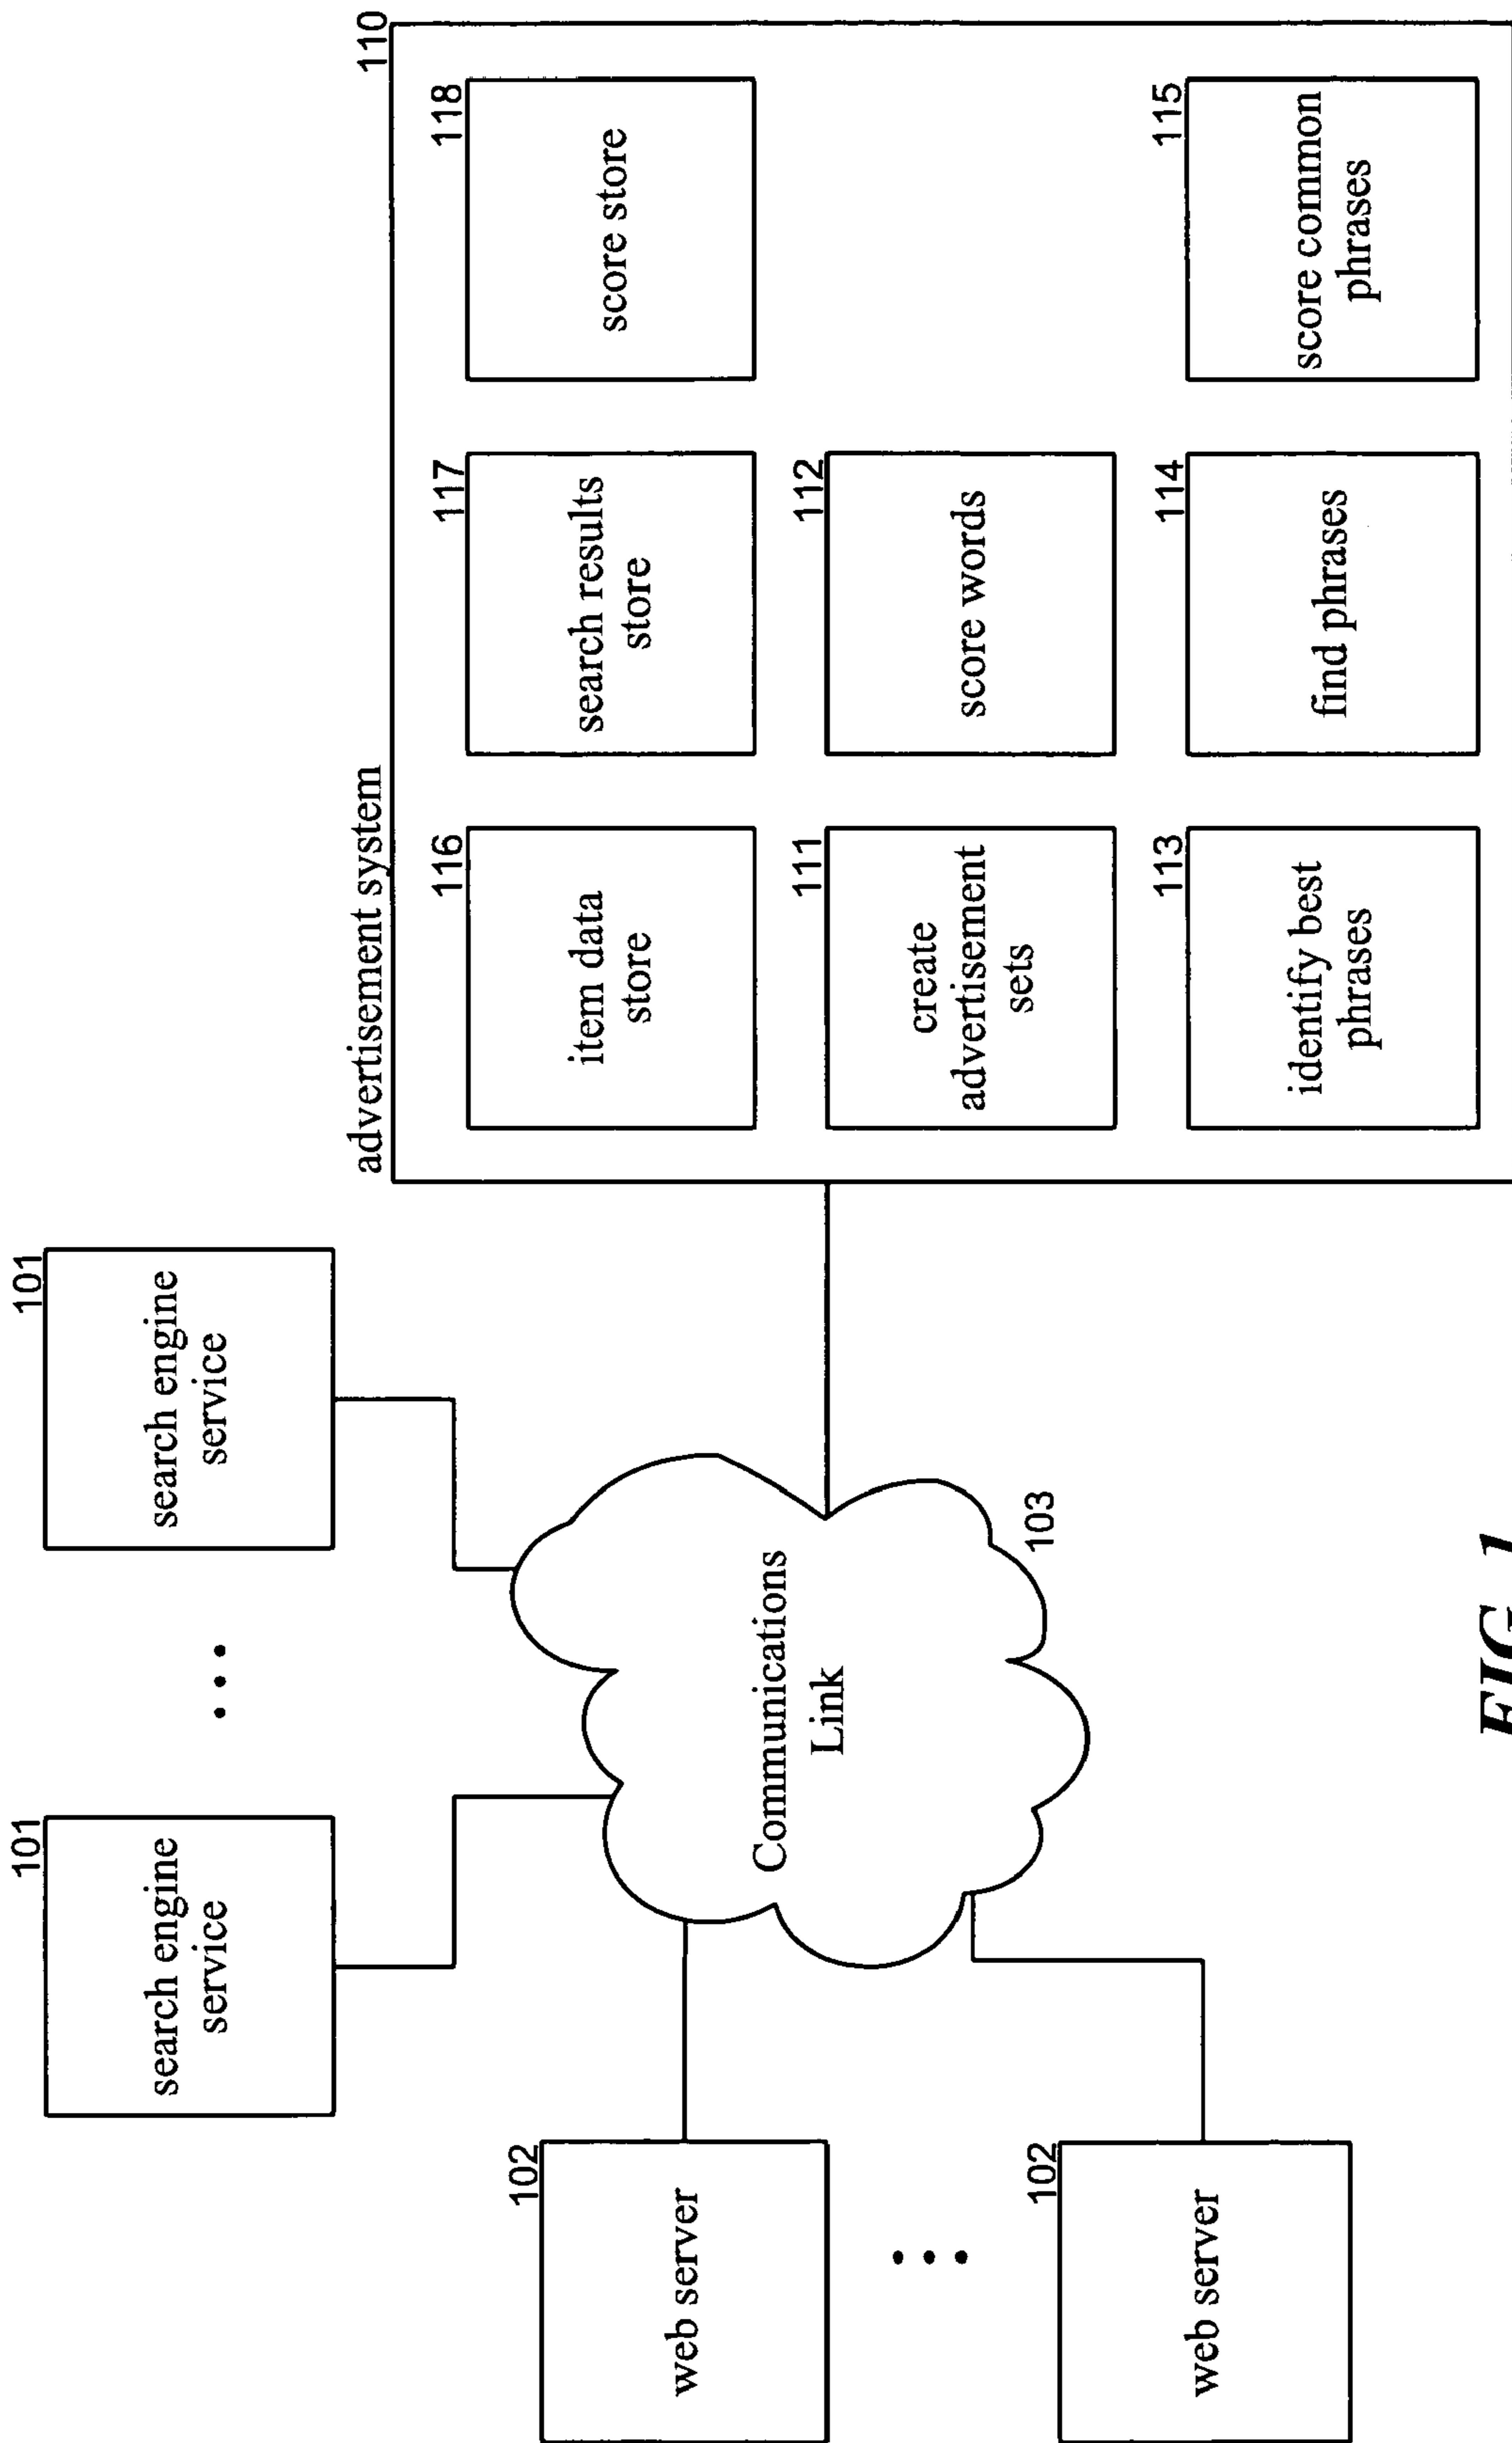 101
search engine
service
...
101
search engine
service
advertisement system
110
102
web server
...
102
web server
Communications
Link
103
116
item data
store
117
search results
store
118
score store
111
create
advertisement
sets
112
score words
113
identify best
phrases
114
find phrases
115
score common
phrases
FIG. 1